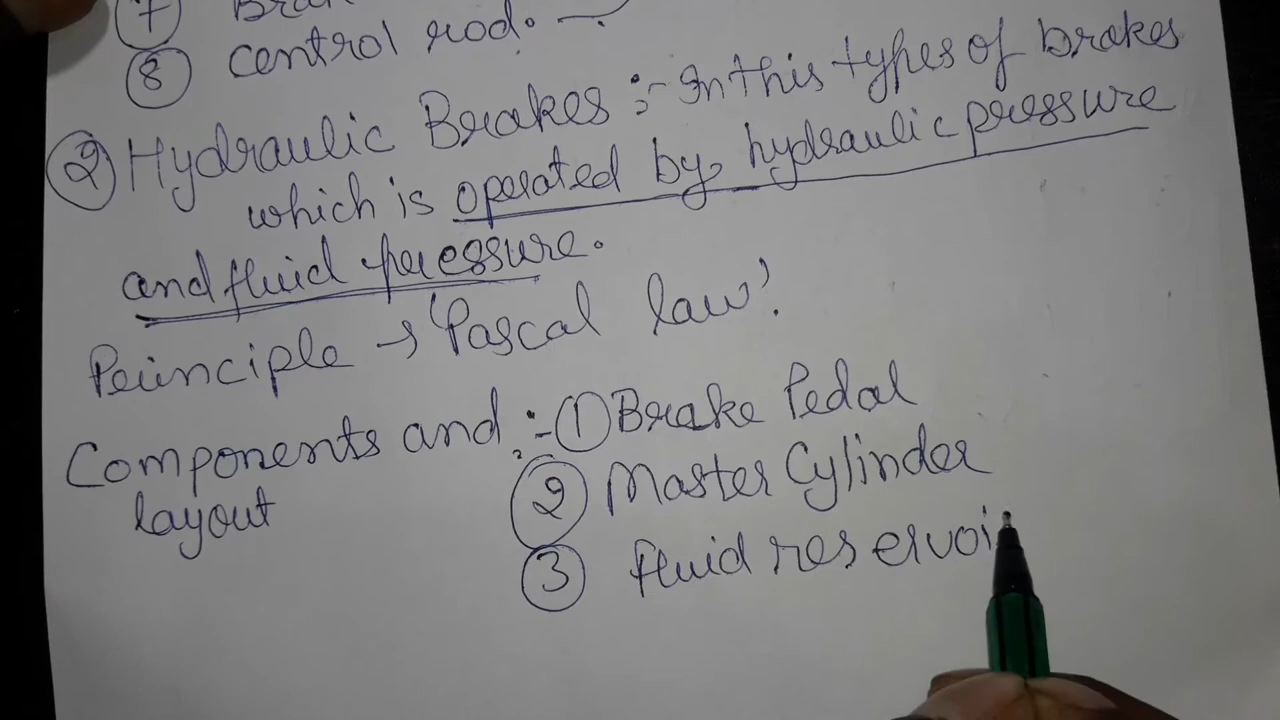 7
8 control rod.
2 Hydraulic Brakes :- In this types of brakes
which is operated by, hydraulic pressure
and fluid pressure.
Principle → 'Pascal law'.
Components and :- 1 Brake Pedal
layout
2 Master Cylinder
3 fluid reservoi